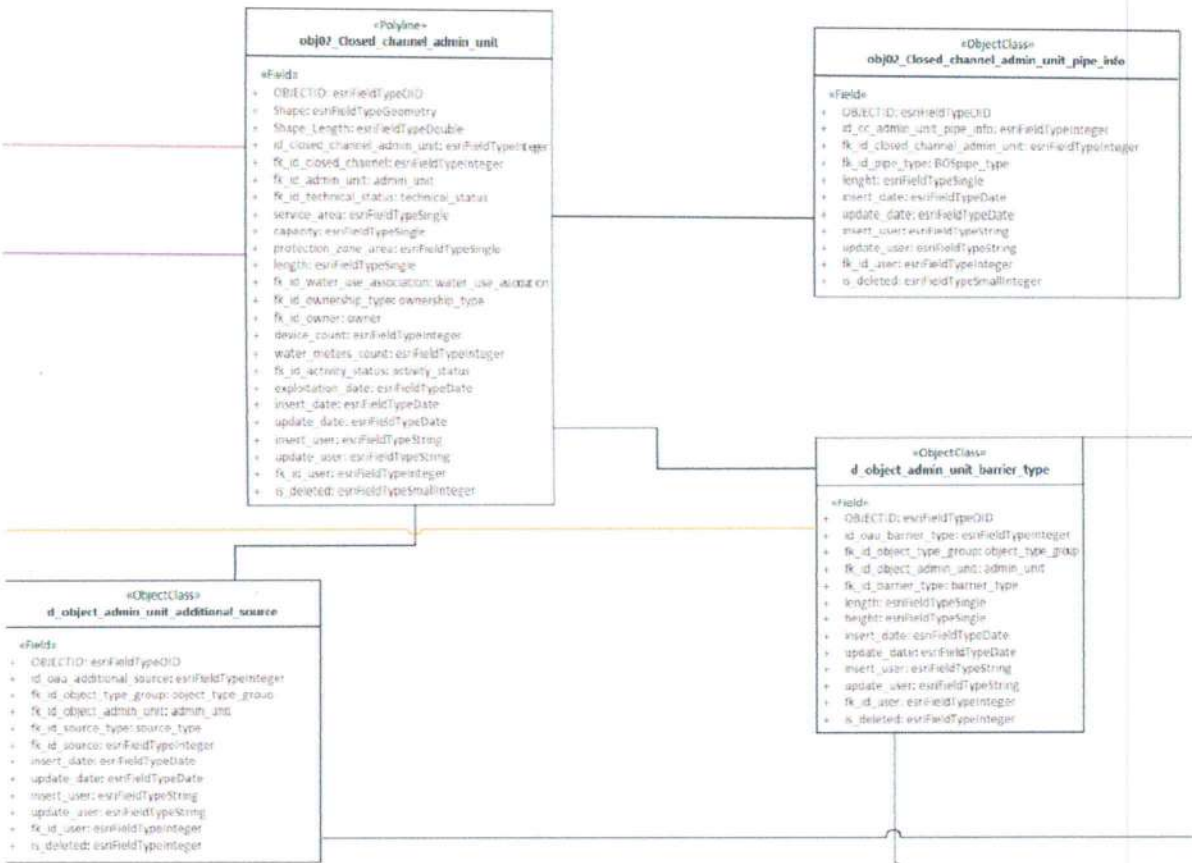 «Polyline»
obj02_Closed_channel_admin_unit
«Field»
+ OBJECTID: esriFieldTypeOID
+ Shape: esriFieldTypeGeometry
+ Shape_Length: esriFieldTypeDouble
+ id_closed_channel_admin_unit: esriFieldTypeInteger
+ fk_id_closed_channel: esriFieldTypeInteger
+ fk_id_admin_unit: admin_unit
+ fk_id_technical_status: technical_status
+ service_area: esriFieldTypeSingle
+ capacity: esriFieldTypeSingle
+ protection_zone_area: esriFieldTypeSingle
+ length: esriFieldTypeSingle
+ fk_id_water_use_association: water_use_assoution
+ fk_id_ownership_type: ownership_type
+ fk_id_owner: owner
+ device_count: esriFieldTypeInteger
+ water_meters_count: esriFieldTypeInteger
+ fk_id_activity_status: activity_status
+ exploitation_date: esriFieldTypeDate
+ insert_date: esriFieldTypeDate
+ update_date: esriFieldTypeDate
+ insert_user: esriFieldTypeString
+ update_user: esriFieldTypeString
+ fk_id_user: esriFieldTypeInteger
+ is_deleted: esriFieldTypeSmallInteger
«ObjectClass»
obj02_Closed_channel_admin_unit_pipe_info
«Field»
+ OBJECTID: esriFieldTypeOID
+ id_cc_admin_unit_pipe_info: esriFieldTypeInteger
+ fk_id_closed_channel_admin_unit: esriFieldTypeInteger
+ fk_id_pipe_type: BOSpipe_type
+ lenght: esriFieldTypeSingle
+ insert_date: esriFieldTypeDate
+ update_date: esriFieldTypeDate
+ insert_user: esriFieldTypeString
+ update_user: esriFieldTypeString
+ fk_id_user: esriFieldTypeInteger
+ is_deleted: esriFieldTypeSmallInteger
«ObjectClass»
d_object_admin_unit_barrier_type
«Field»
+ OBJECTID: esriFieldTypeOID
+ id_oau_barrier_type: esriFieldTypeInteger
+ fk_id_object_type_group: object_type_group
+ fk_id_object_admin_unit: admin_unit
+ fk_id_barrier_type: barrier_type
+ length: esriFieldTypeSingle
+ height: esriFieldTypeSingle
+ insert_date: esriFieldTypeDate
+ update_date: esriFieldTypeDate
+ insert_user: esriFieldTypeString
+ update_user: esriFieldTypeString
+ fk_id_user: esriFieldTypeInteger
+ is_deleted: esriFieldTypeInteger
«ObjectClass»
d_object_admin_unit_additional_source
«Field»
+ OBJECTID: esriFieldTypeOID
+ id_oau_additional_source: esriFieldTypeInteger
+ fk_id_object_type_group: object_type_group
+ fk_id_object_admin_unit: admin_unit
+ fk_id_source_type: source_type
+ fk_id_source: esriFieldTypeInteger
+ insert_date: esriFieldTypeDate
+ update_date: esriFieldTypeDate
+ insert_user: esriFieldTypeString
+ update_user: esriFieldTypeString
+ fk_id_user: esriFieldTypeInteger
+ is_deleted: esriFieldTypeInteger